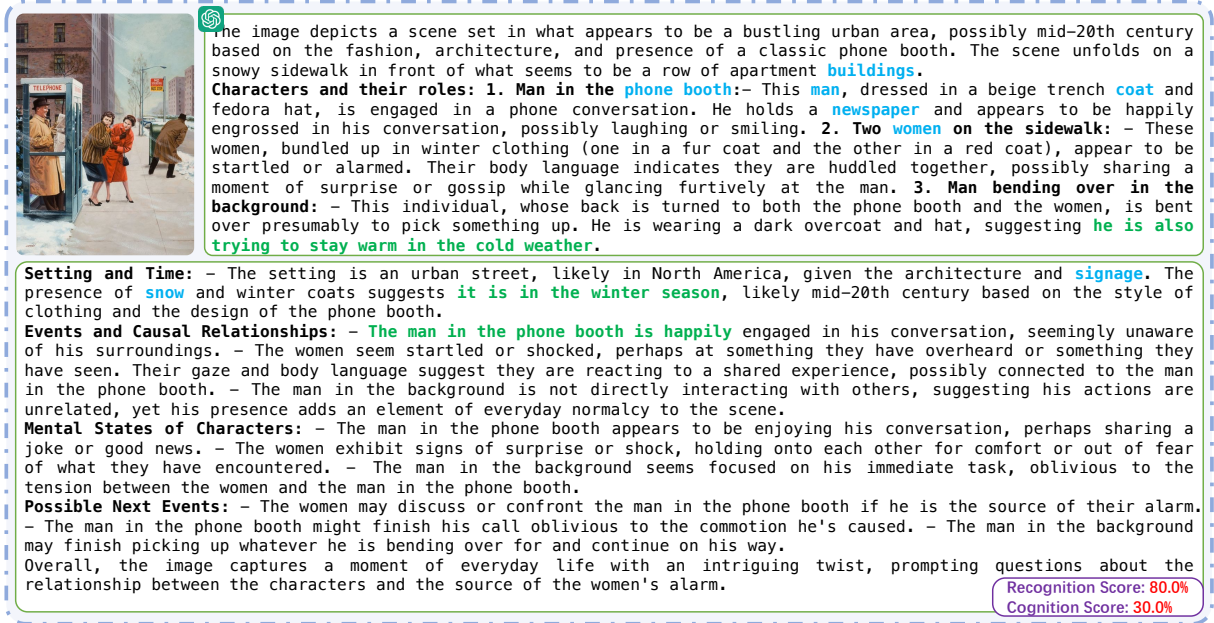 TELEPHONE
The image depicts a scene set in what appears to be a bustling urban area, possibly mid-20th century
based on the fashion, architecture, and presence of a classic phone booth. The scene unfolds on a
snowy sidewalk in front of what seems to be a row of apartment buildings.
Characters and their roles: 1. Man in the phone booth:– This man, dressed in a beige trench coat and
fedora hat, is engaged in a phone conversation. He holds a newspaper and appears to be happily
engrossed in his conversation, possibly laughing or smiling. 2. Two women on the sidewalk: – These
women, bundled up in winter clothing (one in a fur coat and the other in a red coat), appear to be
startled or alarmed. Their body language indicates they are huddled together, possibly sharing a
moment of surprise or gossip while glancing furtively at the man. 3. Man bending over in the
background: – This individual, whose back is turned to both the phone booth and the women, is bent
over presumably to pick something up. He is wearing a dark overcoat and hat, suggesting he is also
trying to stay warm in the cold weather.
Setting and Time: – The setting is an urban street, likely in North America, given the architecture and signage. The
presence of snow and winter coats suggests it is in the winter season, likely mid-20th century based on the style of
clothing and the design of the phone booth.
Events and Causal Relationships: – The man in the phone booth is happily engaged in his conversation, seemingly unaware
of his surroundings. – The women seem startled or shocked, perhaps at something they have overheard or something they
have seen. Their gaze and body language suggest they are reacting to a shared experience, possibly connected to the man
in the phone booth. – The man in the background is not directly interacting with others, suggesting his actions are
unrelated, yet his presence adds an element of everyday normalcy to the scene.
Mental States of Characters: – The man in the phone booth appears to be enjoying his conversation, perhaps sharing a
joke or good news. – The women exhibit signs of surprise or shock, holding onto each other for comfort or out of fear
of what they have encountered. – The man in the background seems focused on his immediate task, oblivious to the
tension between the women and the man in the phone booth.
Possible Next Events: – The women may discuss or confront the man in the phone booth if he is the source of their alarm.
– The man in the phone booth might finish his call oblivious to the commotion he's caused. – The man in the background
may finish picking up whatever he is bending over for and continue on his way.
Overall, the image captures a moment of everyday life with an intriguing twist, prompting questions about the
relationship between the characters and the source of the women's alarm.
Recognition Score: 80.0%
Cognition Score: 30.0%